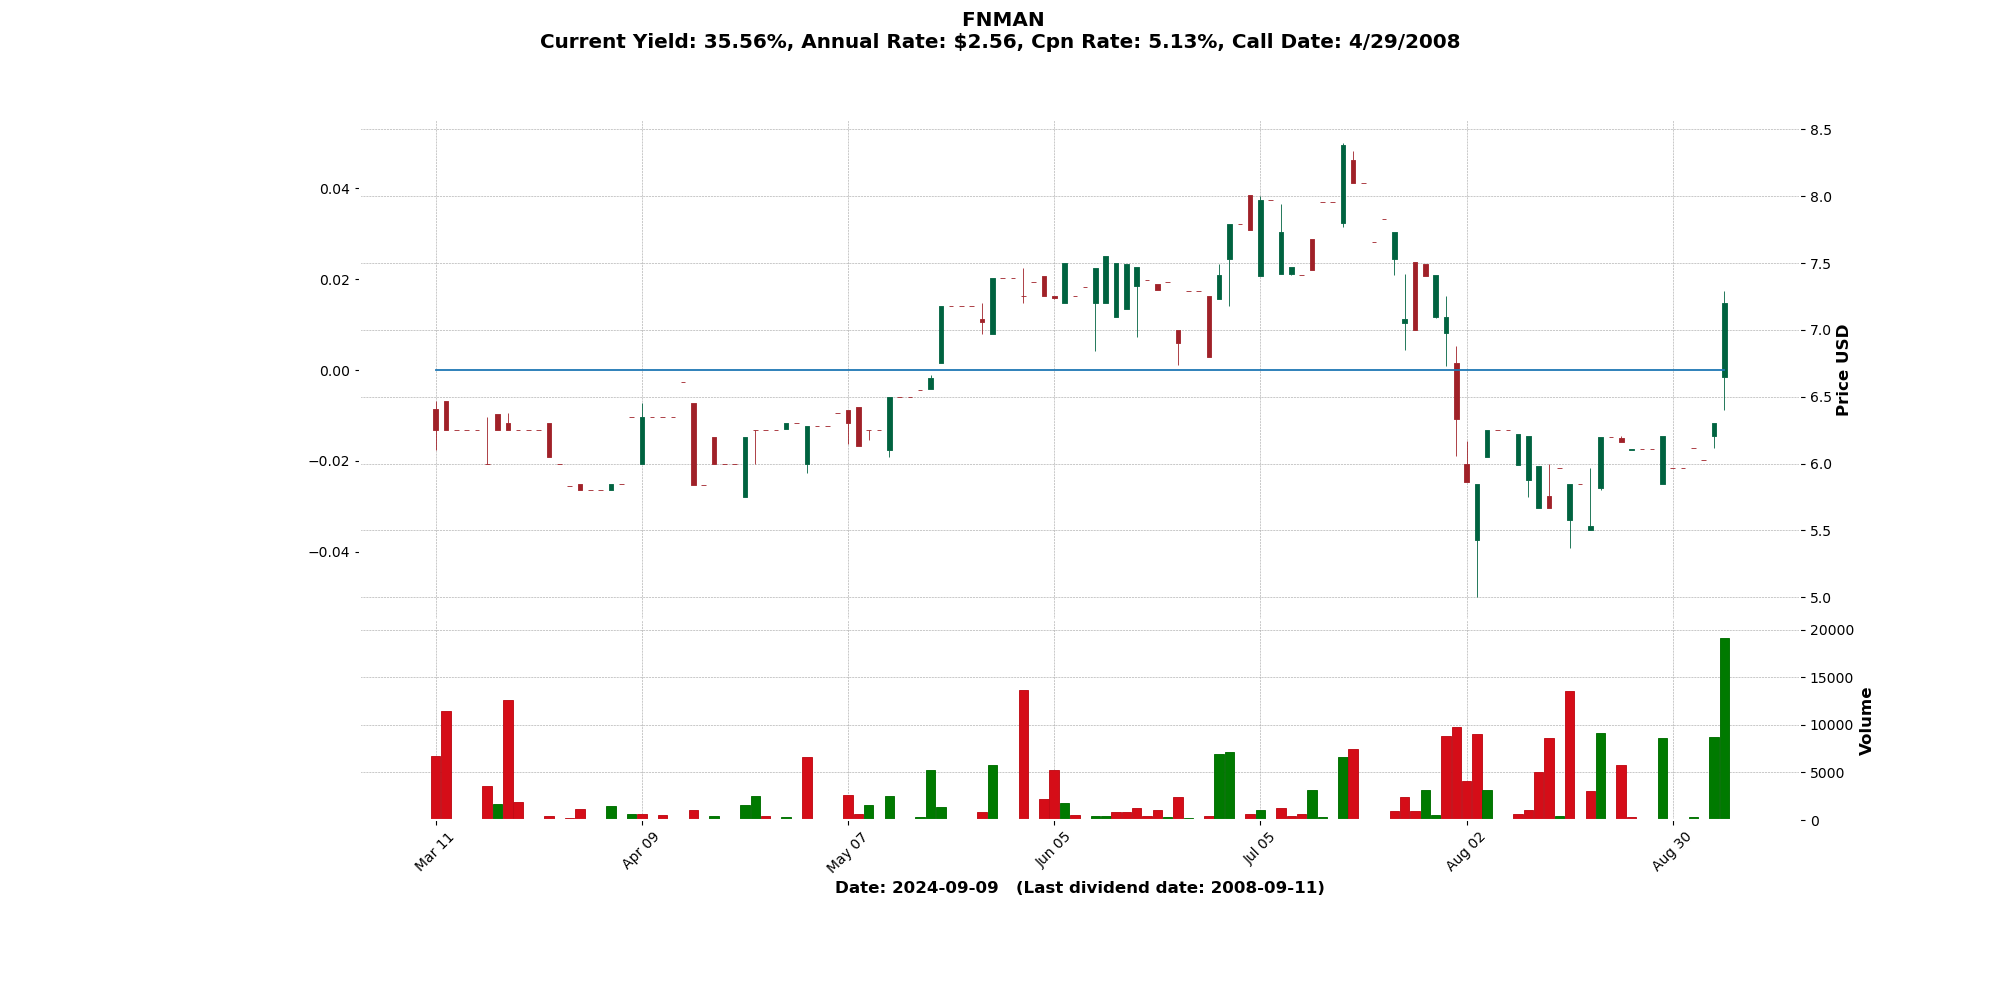 FNMAN
Current Yield: 35.56%, Annual Rate: $2.56, Cpn Rate: 5.13%, Call Date: 4/29/2008
0.04
0.02
0.00
−0.02
−0.04
8.5
8.0
7.5
7.0
6.5
6.0
5.5
5.0
Price USD
20000
15000
10000
5000
0
Volume
Mar 11
Apr 09
May 07
Jun 05
Jul 05
Aug 02
Aug 30
Date: 2024-09-09 (Last dividend date: 2008-09-11)